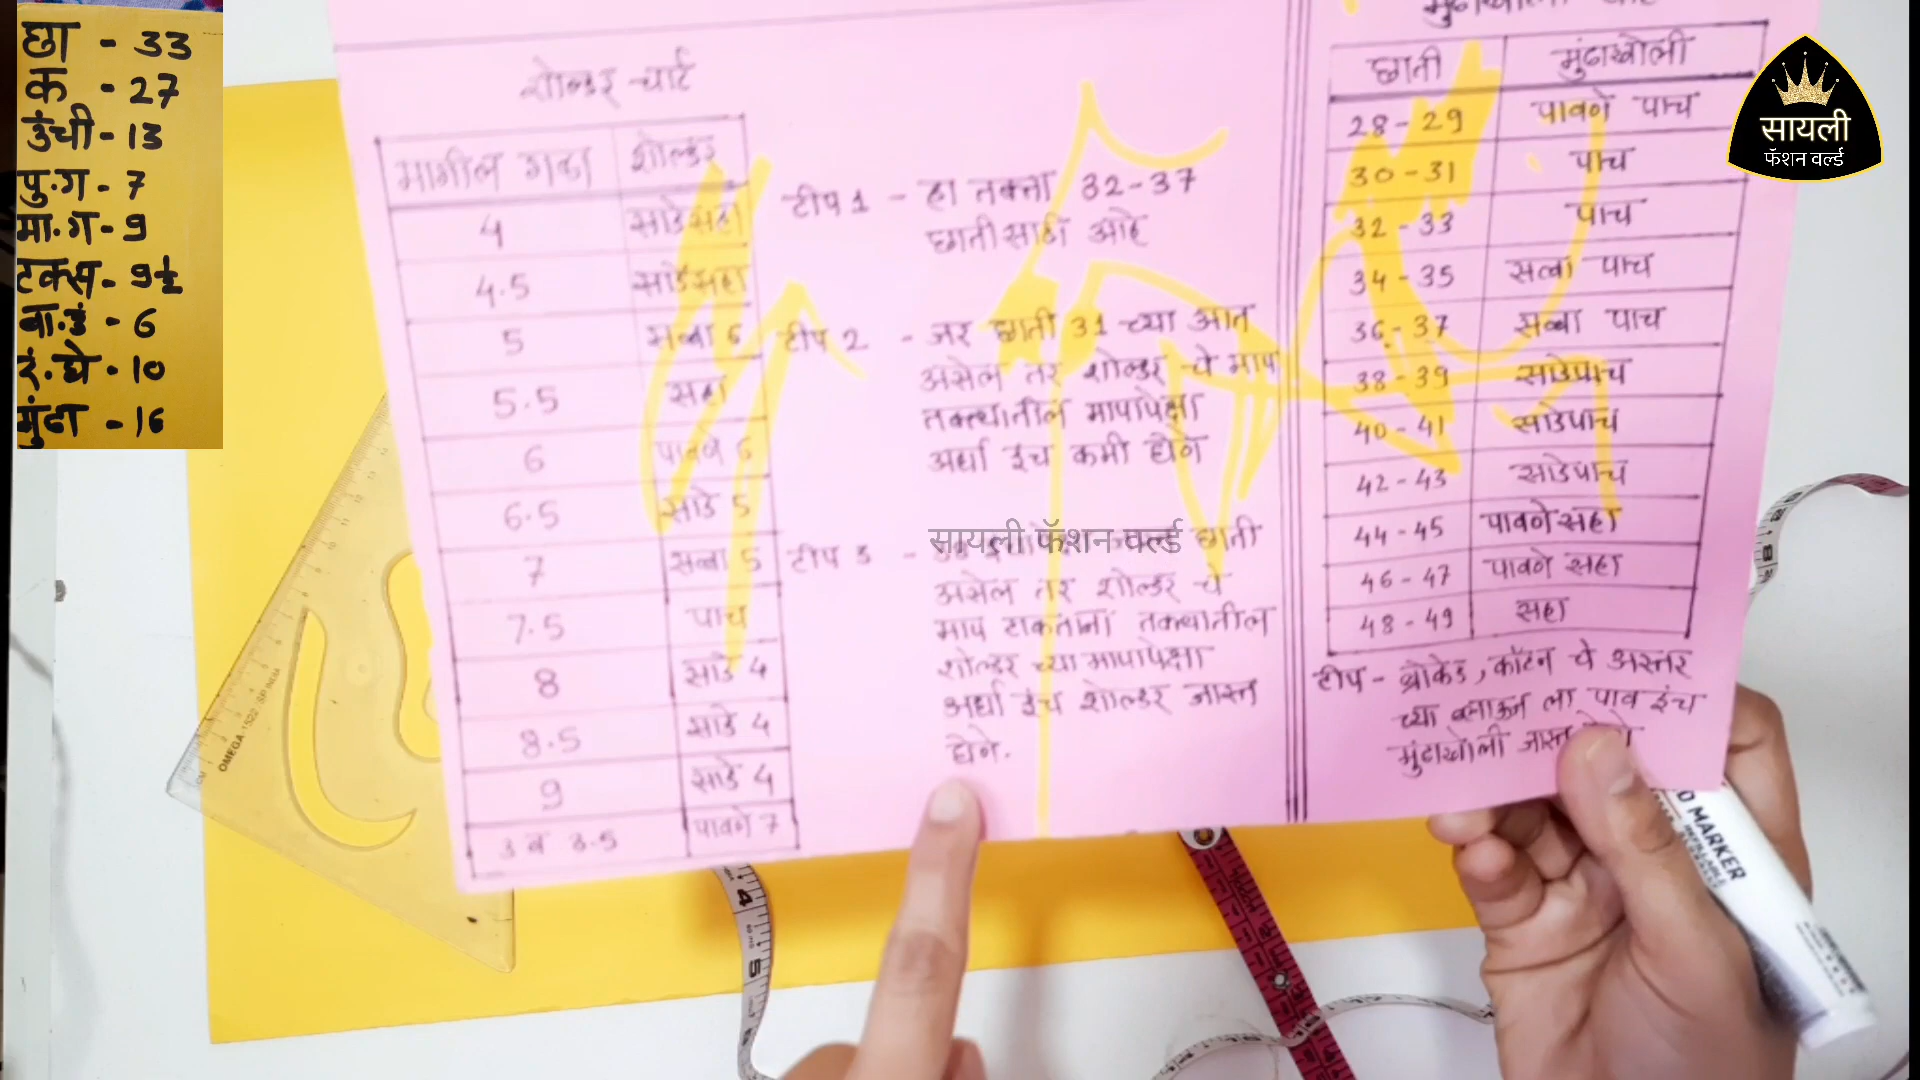 छा - 33
क - 27
उंची - 13
पु.ग - 7
मा.ग - 9
टक्स - 9½
बा.उं - 6
दं.घे - 10
मुंढा - 16
शोल्डर चार्ट
मागील गळा शोल्डर
4 साडेसहा
4.5 साडेसहा
5 सव्वा 6
5.5 सहा
6 पावणे 6
6.5 साडे 5
7 सव्वा 5
7.5 पाच
8 साडे 4
8.5 साडे 4
9 साडे 4
3 व 3.5 पावणे 7
टीप 1 - हा तक्ता 32-37
छातीसाठी आहे
टीप 2 - जर छाती 31 च्या आत
असेल तर शोल्डर चे माप
तक्त्यातील मापापेक्षा
अर्धा इंच कमी घेणे
टीप 3 - छाती
असेल तर शोल्डर चे
माप टाकताना तक्त्यातील
शोल्डर च्या मापापेक्षा
अर्धा इंच शोल्डर जास्त
घेणे.
सायली फॅशन वर्ल्ड
छाती मुंढाखोली
28-29 पावणे पाच
30-31 पाच
32-33 पाच
34-35 सव्वा पाच
36-37 सव्वा पाच
38-39 साडेपाच
40-41 साडेपाच
42-43 साडेपाच
44-45 पावणेसहा
46-47 पावणे सहा
48-49 सहा
टीप - ब्रोकेड, कॉटन चे अस्तर
च्या ब्लाऊज ला पाव इंच
मुंढाखोली जास्त
सायली
फॅशन वर्ल्ड
OMEGA 1522 SP INDIA
MARKER
4
5
8